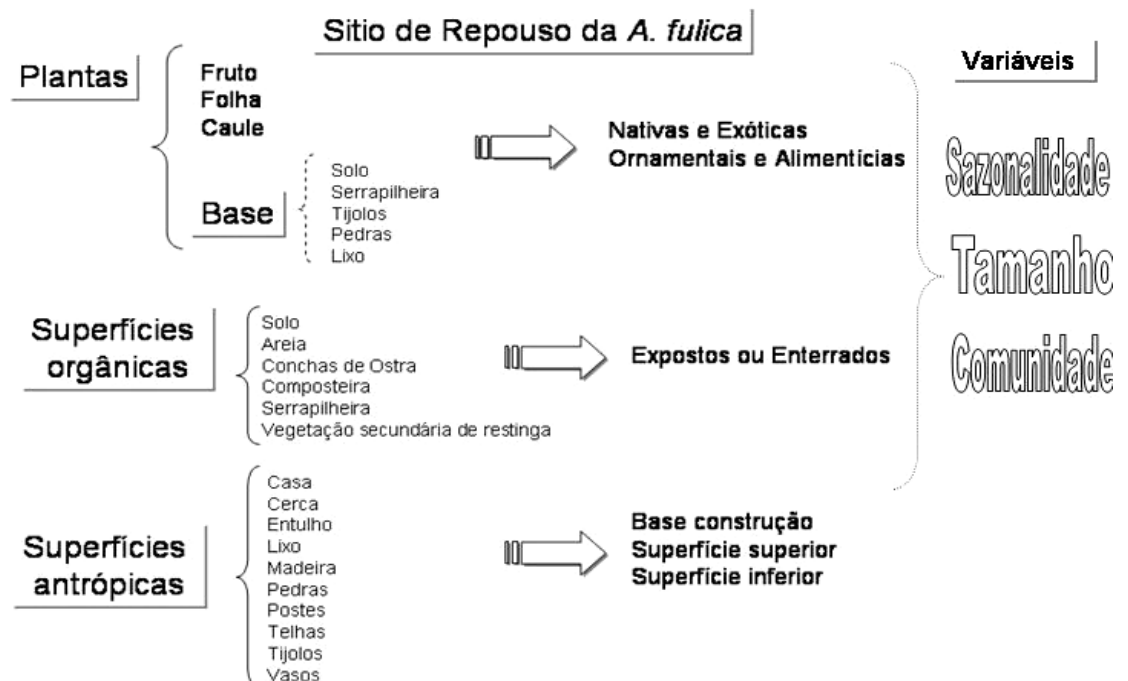 Sitio de Repouso da A. fulica
Plantas
Fruto
Folha
Caule
Base
Solo
Serrapilheira
Tijolos
Pedras
Lixo
Nativas e Exóticas
Ornamentais e Alimentícias
Superfícies
orgânicas
Solo
Areia
Conchas de Ostra
Composteira
Serrapilheira
Vegetação secundária de restinga
Expostos ou Enterrados
Superfícies
antrópicas
Casa
Cerca
Entulho
Lixo
Madeira
Pedras
Postes
Telhas
Tijolos
Vasos
Base construção
Superfície superior
Superfície inferior
Variáveis
Sazonalidade
Tamanho
Comunidade